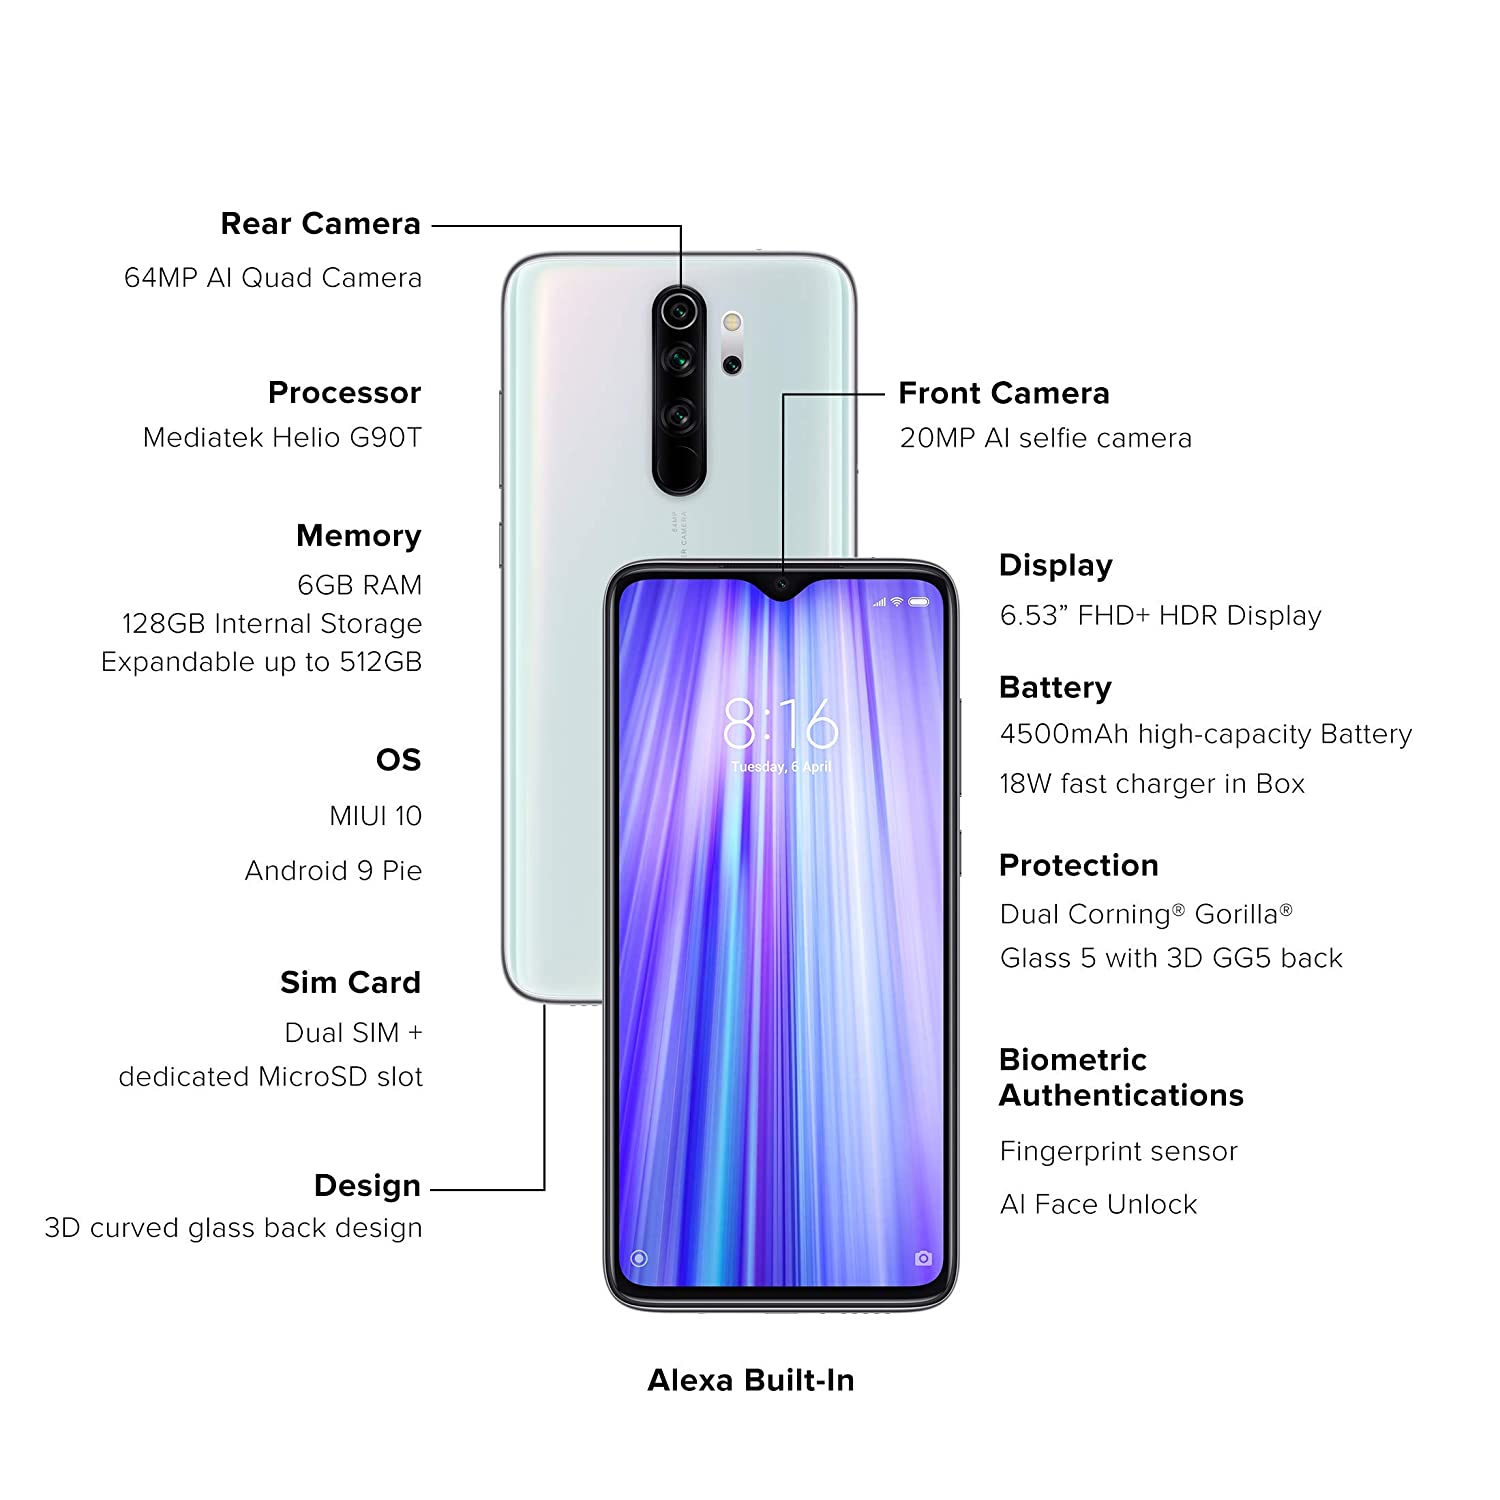 Rear Camera
64MP AI Quad Camera
Processor
Mediatek Helio G90T
Memory
6GB RAM
128GB Internal Storage
Expandable up to 512GB
OS
MIUI 10
Android 9 Pie
Sim Card
Dual SIM +
dedicated MicroSD slot
Design
3D curved glass back design
64MP
CAMERA
8:16
Tuesday, 6 April
Front Camera
20MP AI selfie camera
Display
6.53” FHD+ HDR Display
Battery
4500mAh high-capacity Battery
18W fast charger in Box
Protection
Dual Corning® Gorilla®
Glass 5 with 3D GG5 back
Biometric
Authentications
Fingerprint sensor
AI Face Unlock
Alexa Built-In